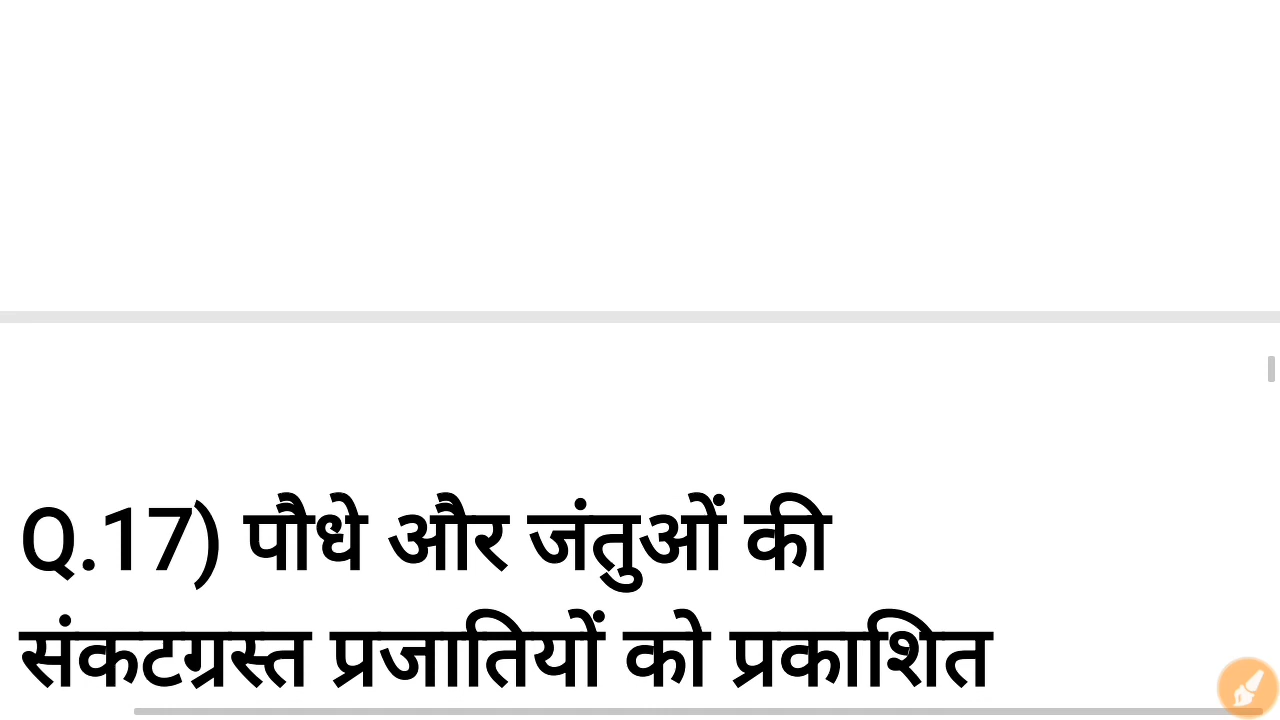 Q.17) पौधे और जंतुओं की
संकटग्रस्त प्रजातियों को प्रकाशित